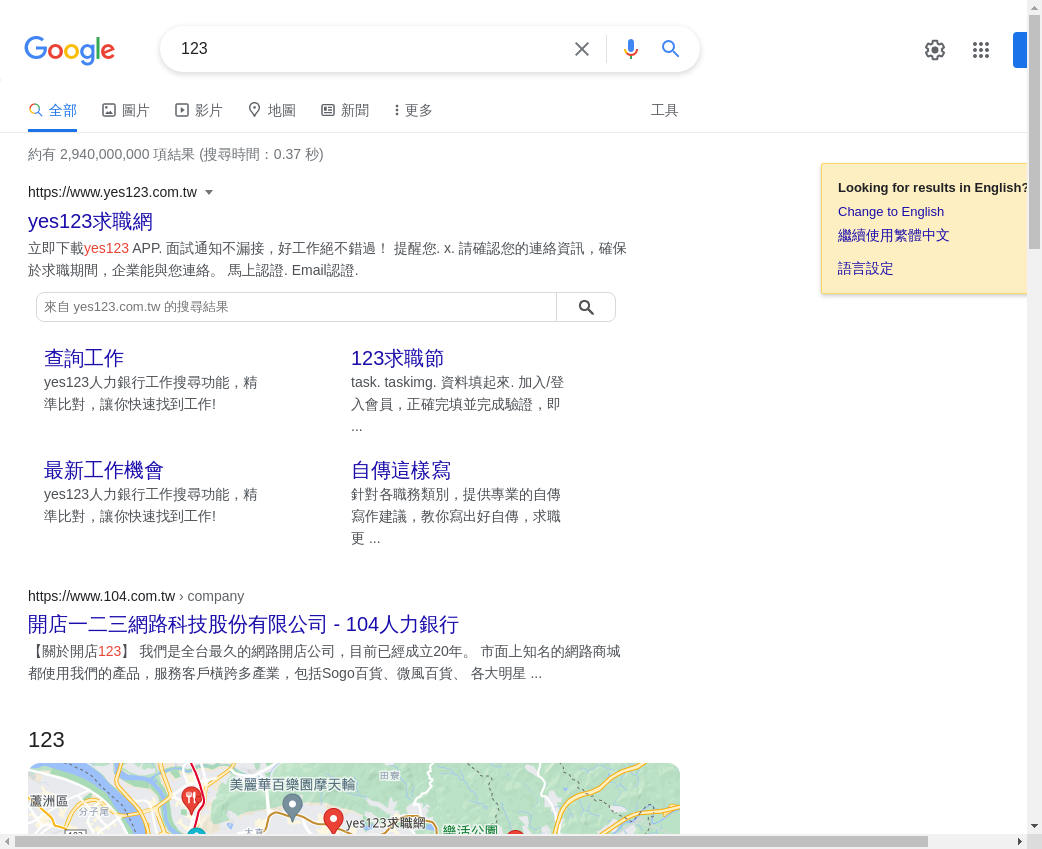 Google
123
全部
圖片
影片
地圖
新聞
更多
工具
約有 2,940,000,000 項結果 (搜尋時間：0.37 秒)
Looking for results in English?
Change to English
繼續使用繁體中文
語言設定
https://www.yes123.com.tw
yes123求職網
立即下載yes123 APP. 面試通知不漏接，好工作絕不錯過！ 提醒您. x. 請確認您的連絡資訊，確保
於求職期間，企業能與您連絡。 馬上認證. Email認證.
來自 yes123.com.tw 的搜尋結果
查詢工作
yes123人力銀行工作搜尋功能，精
準比對，讓你快速找到工作!
123求職節
task. taskimg. 資料填起來. 加入/登
入會員，正確完填並完成驗證，即
...
最新工作機會
yes123人力銀行工作搜尋功能，精
準比對，讓你快速找到工作!
自傳這樣寫
針對各職務類別，提供專業的自傳
寫作建議，教你寫出好自傳，求職
更 ...
https://www.104.com.tw › company
開店一二三網路科技股份有限公司 - 104人力銀行
【關於開店123】 我們是全台最久的網路開店公司，目前已經成立20年。 市面上知名的網路商城
都使用我們的產品，服務客戶橫跨多產業，包括Sogo百貨、微風百貨、 各大明星 ...
123
田寮
美麗華百樂園摩天輪
蘆洲區
分子尾
yes123求職網
樂活公園